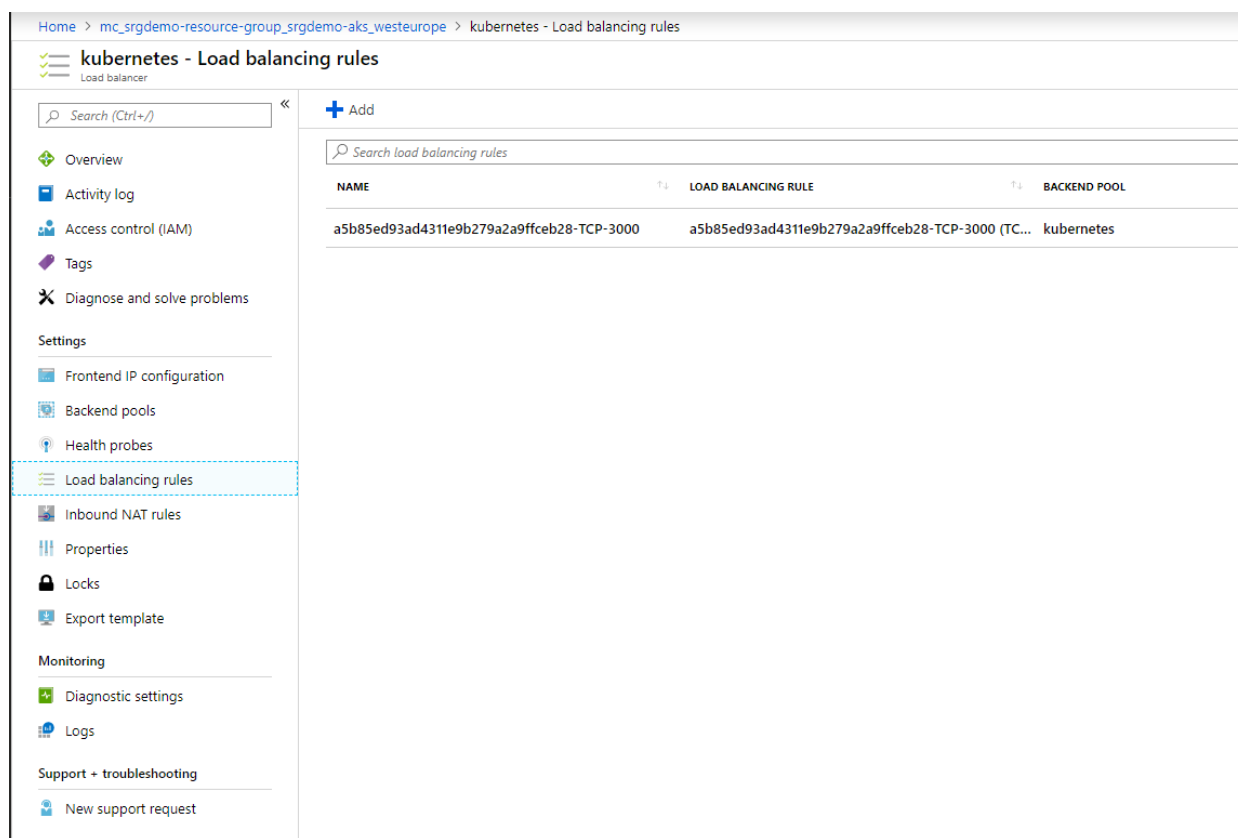 Home > mc_srgdemo-resource-group_srgdemo-aks_westeurope > kubernetes - Load balancing rules
kubernetes - Load balancing rules
Load balancer
Search (Ctrl+/)
«
Overview
Activity log
Access control (IAM)
Tags
Diagnose and solve problems
Settings
Frontend IP configuration
Backend pools
Health probes
Load balancing rules
Inbound NAT rules
Properties
Locks
Export template
Monitoring
Diagnostic settings
Logs
Support + troubleshooting
New support request
Add
Search load balancing rules
NAME ↑↓ LOAD BALANCING RULE ↑↓ BACKEND POOL
a5b85ed93ad4311e9b279a2a9ffceb28-TCP-3000 a5b85ed93ad4311e9b279a2a9ffceb28-TCP-3000 (TC... kubernetes